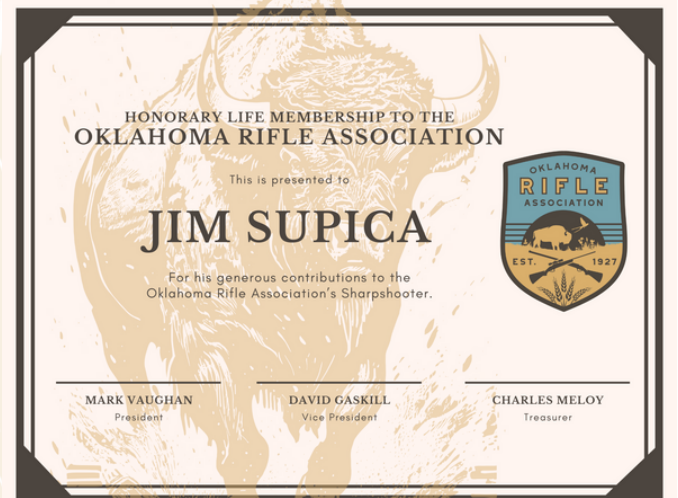 HONORARY LIFE MEMBERSHIP TO THE
OKLAHOMA RIFLE ASSOCIATION
This is presented to
JIM SUPICA
For his generous contributions to the
Oklahoma Rifle Association's Sharpshooter.
OKLAHOMA
RIFLE
ASSOCIATION
EST. 1927
MARK VAUGHAN
President
DAVID GASKILL
Vice President
CHARLES MELOY
Treasurer